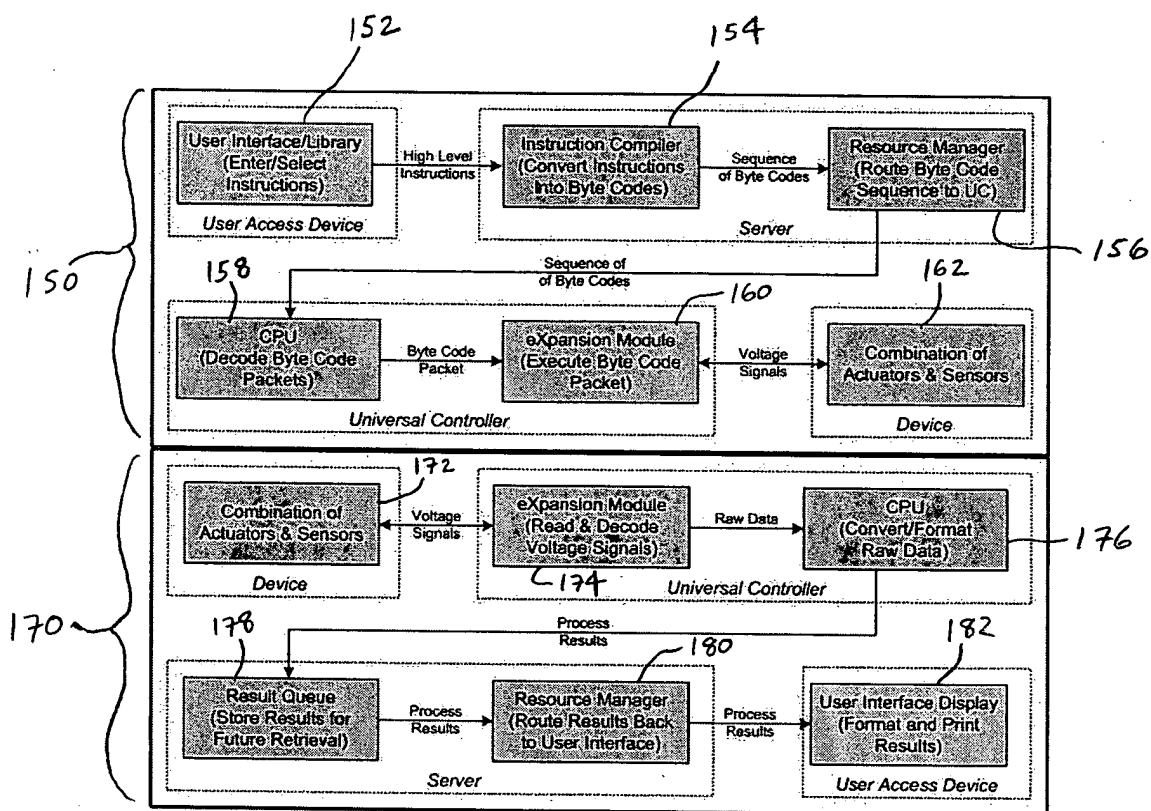 152
154
User Interface/Library
(Enter/Select
Instructions)
High Level
Instructions
Instruction Compiler
(Convert Instructions
Into Byte Codes)
Sequence
of Byte Codes
Resource Manager
(Route Byte Code
Sequence to UC)
User Access Device
Server
156
150
Sequence of
of Byte Codes
158
160
162
CPU
(Decode Byte Code
Packets)
Byte Code
Packet
eXpansion Module
(Execute Byte Code
Packet)
Voltage
Signals
Combination of
Actuators & Sensors
Universal Controller
Device
170
172
Combination of
Actuators & Sensors
Voltage
Signals
eXpansion Module
(Read & Decode
Voltage Signals)
Raw Data
CPU
(Convert/Format
Raw Data)
176
Device
174
Universal Controller
Process
Results
178
180
182
Result Queue
(Store Results for
Future Retrieval)
Process
Results
Resource Manager
(Route Results Back
to User Interface)
Process
Results
User Interface Display
(Format and Print
Results)
Server
User Access Device